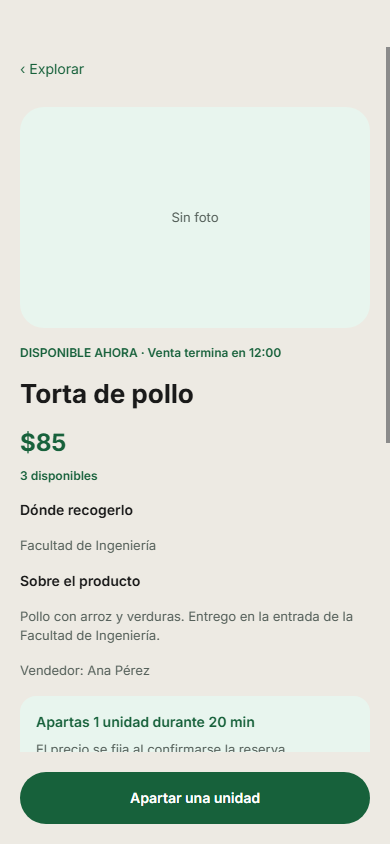 ‹ Explorar
Sin foto
DISPONIBLE AHORA · Venta termina en 12:00
Torta de pollo
$85
3 disponibles
Dónde recogerlo
Facultad de Ingeniería
Sobre el producto
Pollo con arroz y verduras. Entrego en la entrada de la
Facultad de Ingeniería.
Vendedor: Ana Pérez
Apartas 1 unidad durante 20 min
El precio se fija al confirmarse la reserva
Apartar una unidad